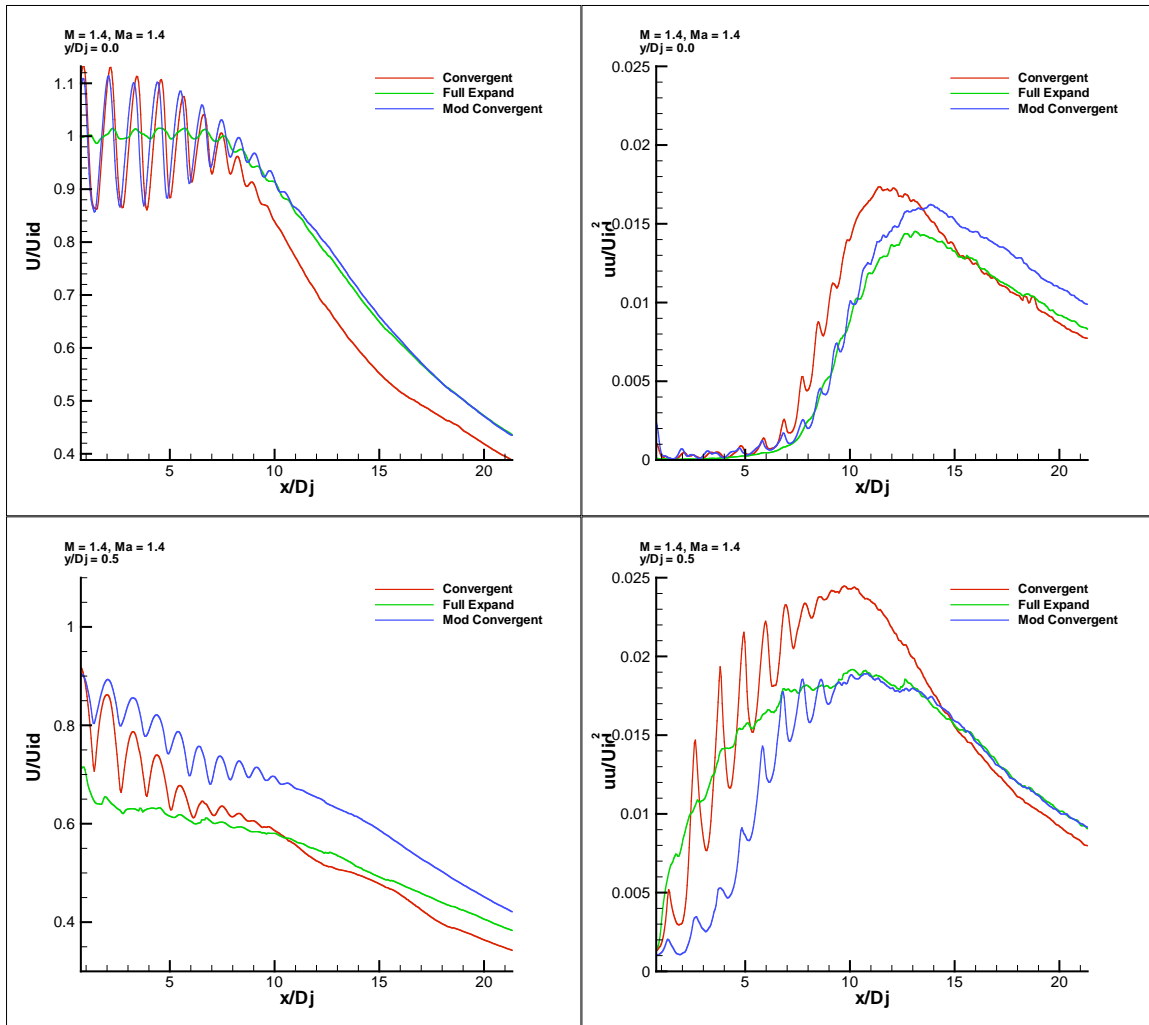 M = 1.4, Ma = 1.4
y/Dj = 0.0
Convergent
Full Expand
Mod Convergent
1.1
1
0.9
0.8
0.7
0.6
0.5
0.4
U/Uid
5 10 15 20
x/Dj
M = 1.4, Ma = 1.4
y/Dj = 0.0
Convergent
Full Expand
Mod Convergent
0.025
0.02
0.015
0.01
0.005
0
uu/Uid²
5 10 15 20
x/Dj
M = 1.4, Ma = 1.4
y/Dj = 0.5
Convergent
Full Expand
Mod Convergent
1
0.8
0.6
0.4
U/Uid
5 10 15 20
x/Dj
M = 1.4, Ma = 1.4
y/Dj = 0.5
Convergent
Full Expand
Mod Convergent
0.025
0.02
0.015
0.01
0.005
0
uu/Uid²
5 10 15 20
x/Dj